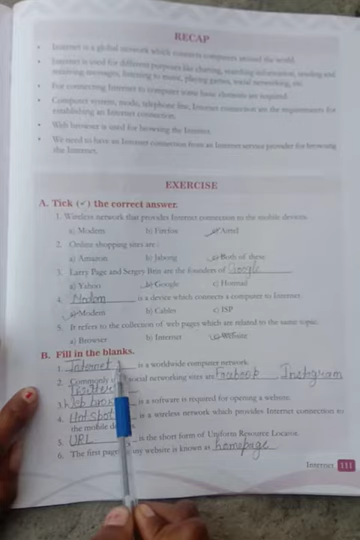 RECAP
• Internet is a global network which connects computers around the world.
• Internet is used for different purposes like chatting, searching information, sending and
receiving messages, listening to music, playing games, social networking, etc.
• For connecting Internet to computer some basic elements are required.
• Computer system, mode, telephone line, Internet connection are the requirements for
establishing an Internet connection.
• Web browser is used for browsing the Internet.
• We need to have an Internet connection from an Internet service provider for browsing
the Internet.
EXERCISE
A. Tick (✓) the correct answer.
1. Wireless network that provides Internet connection to the mobile devices.
a) Modem b) Firefox c) Airtel
2. Online shopping sites are :
a) Amazon b) Jabong c) Both of these
3. Larry Page and Sergey Brin are the founders of Google
a) Yahoo b) Google c) Hotmail
4. Modem is a device which connects a computer to Internet.
a) Modem b) Cables c) ISP
5. It refers to the collection of web pages which are related to the same topic.
a) Browser b) Internet c) Website
B. Fill in the blanks.
1. Internet is a worldwide computer network.
2. Commonly social networking sites are Facebook Instigram
3. Web is a software is required for opening a website.
4. Hot Spot is a wireless network which provides Internet connection to
the mobile
5. URL is the short form of Uniform Resource Locator.
6. The first page any website is known as homepage
Internet 111